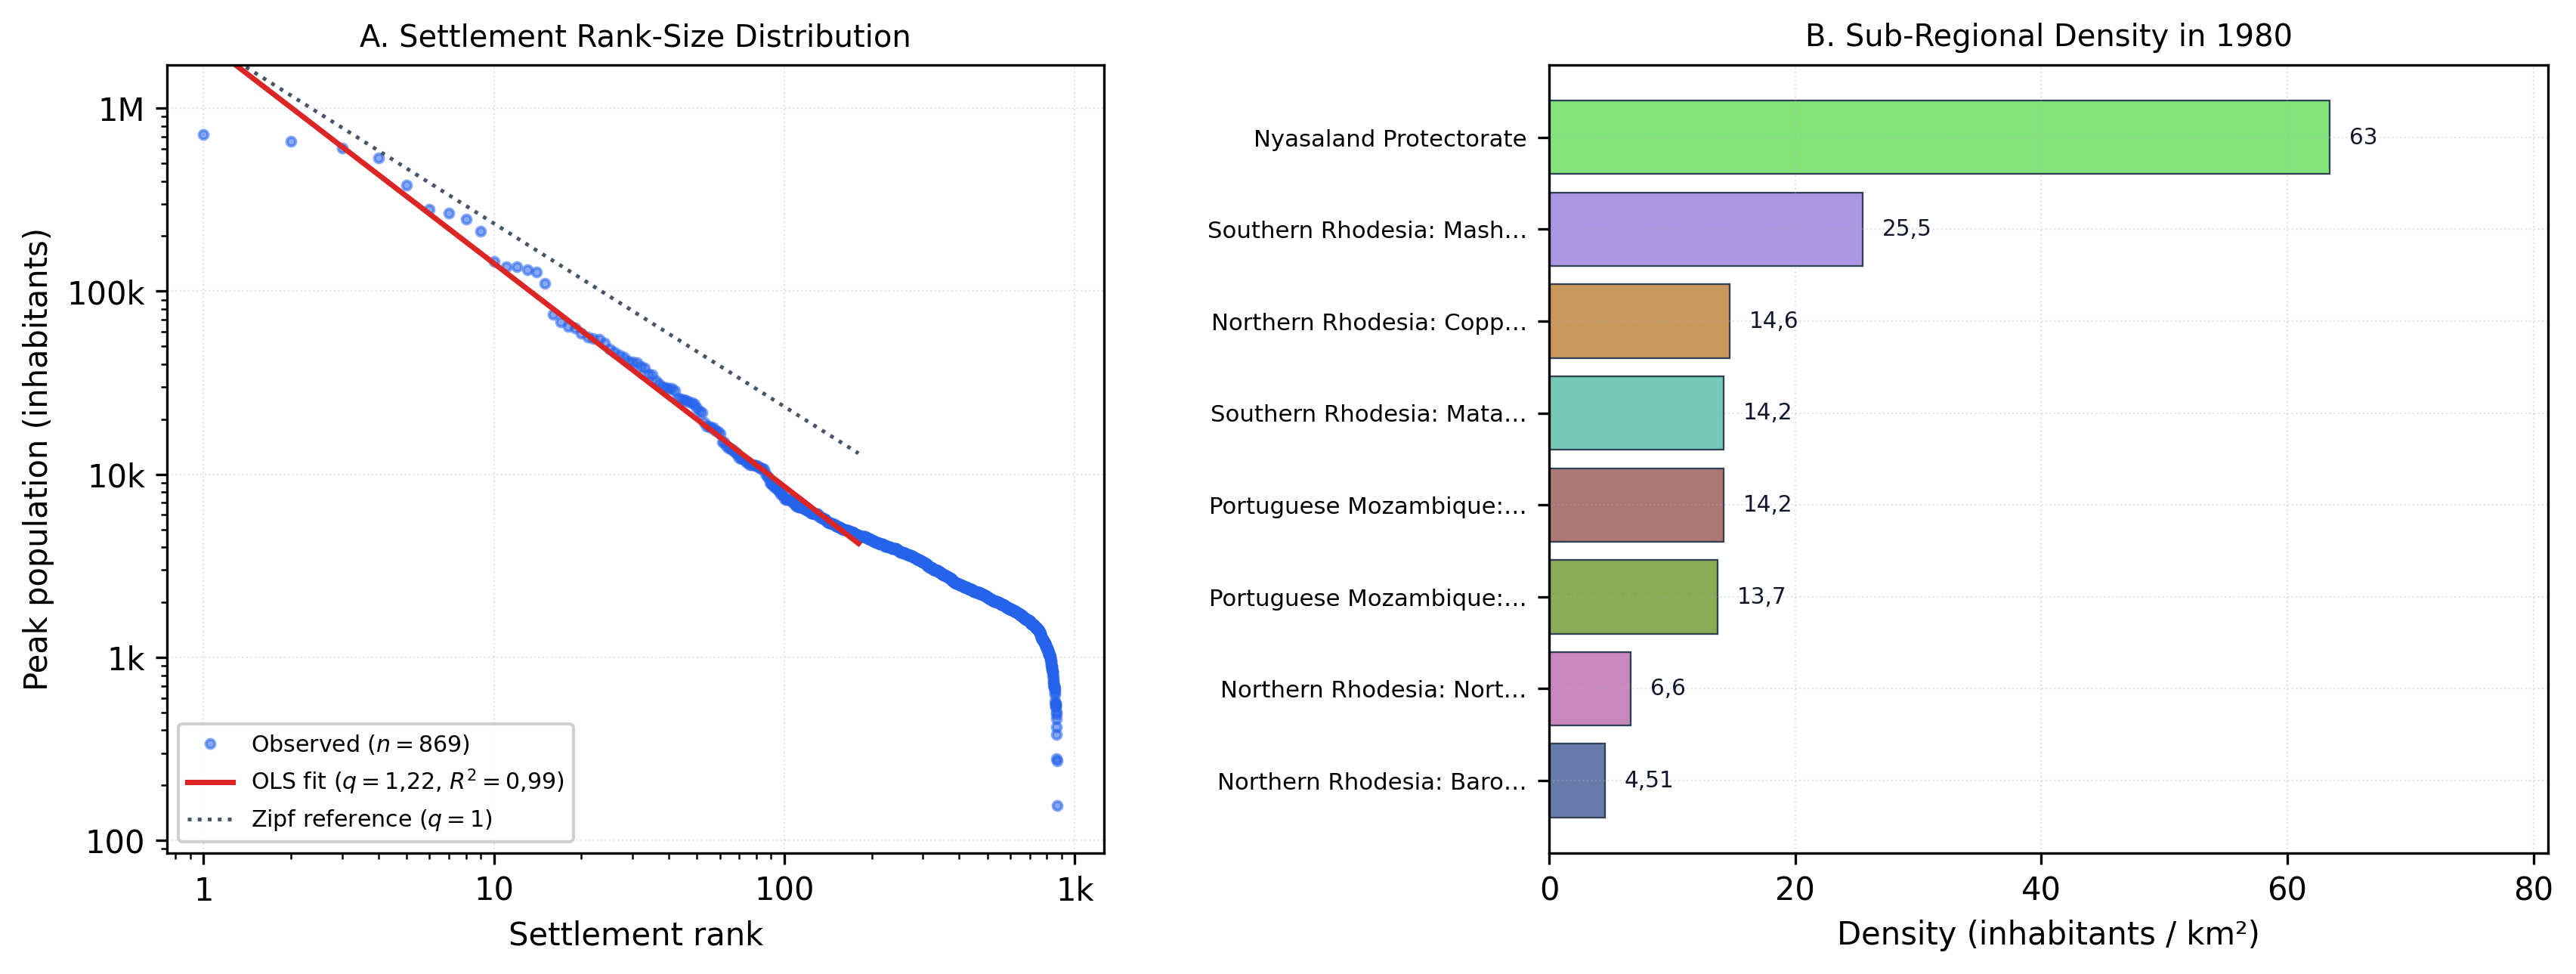 A. Settlement Rank-Size Distribution
Peak population (inhabitants)
1M
100k
10k
1k
100
Observed (n = 869)
OLS fit (q = 1,22, R² = 0,99)
Zipf reference (q = 1)
1
10
100
1k
Settlement rank
B. Sub-Regional Density in 1980
Nyasaland Protectorate
63
Southern Rhodesia: Mash...
25,5
Northern Rhodesia: Copp...
14,6
Southern Rhodesia: Mata...
14,2
Portuguese Mozambique:...
14,2
Portuguese Mozambique:...
13,7
Northern Rhodesia: Nort...
6,6
Northern Rhodesia: Baro...
4,51
0
20
40
60
80
Density (inhabitants / km²)